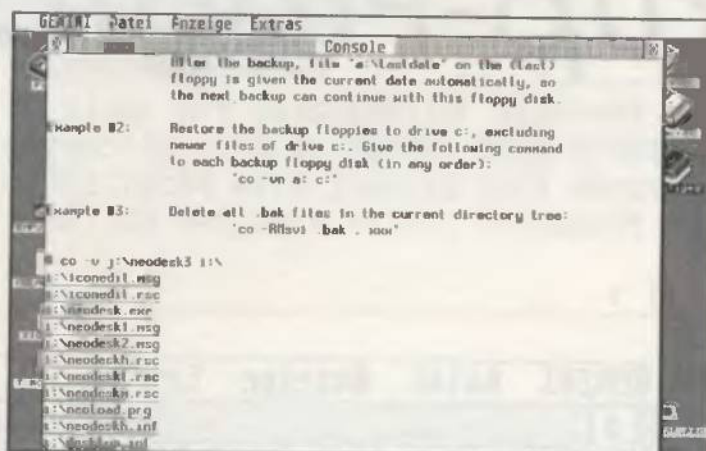 GEMINI Datei Anzeige Extras
Console
After the backup, file 'a:\lastdate' on the (last)
floppy is given the current date automatically, so
the next backup can continue with this floppy disk.
Example #2: Restore the backup floppies to drive c:, excluding
newer files of drive c:. Give the following command
to each backup floppy disk (in any order):
'co -vn a: c:'
Example #3: Delete all .bak files in the current directory tree:
'co -RMsvi .bak . xxx'
co -v j:\neodesk3 i:\
i:\iconedit.msg
i:\iconedit.rsc
i:\neodesk.exe
i:\neodesk1.msg
i:\neodesk2.msg
i:\neodeskh.rsc
i:\neodeskl.rsc
i:\neodeskm.rsc
i:\neoload.prg
i:\neodeskh.inf
i:\desktop.inf